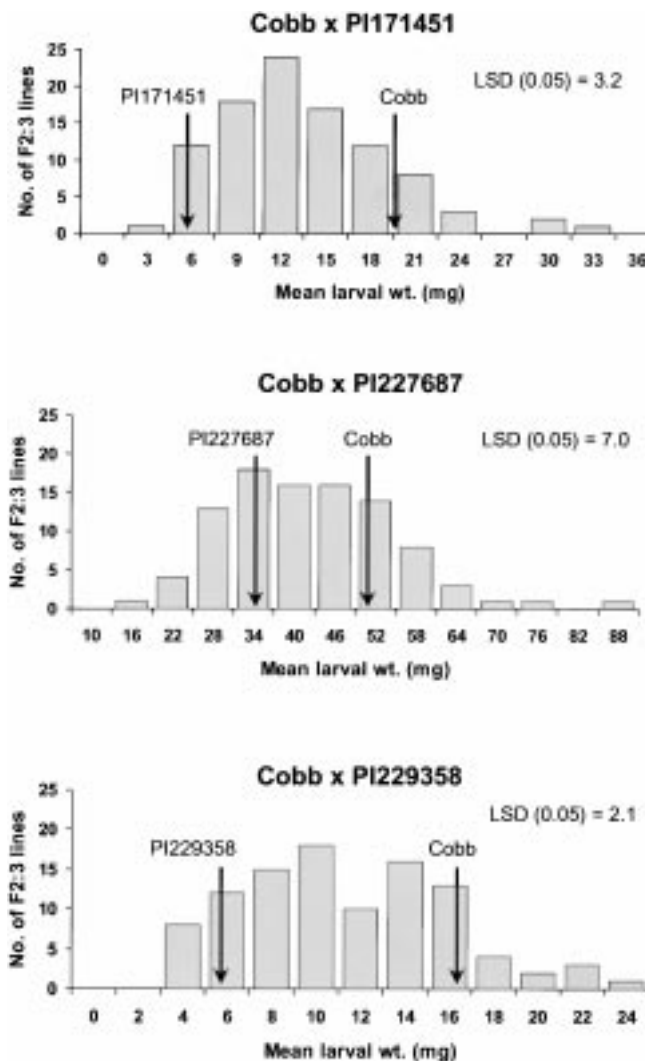 Cobb x PI171451
25
20
15
10
5
0
No. of F2:3 lines
PI171451
Cobb
LSD (0.05) = 3.2
0 3 6 9 12 15 18 21 24 27 30 33 36
Mean larval wt. (mg)
Cobb x PI227687
25
20
15
10
5
0
No. of F2:3 lines
PI227687
Cobb
LSD (0.05) = 7.0
10 16 22 28 34 40 46 52 58 64 70 76 82 88
Mean larval wt. (mg)
Cobb x PI229358
25
20
15
10
5
0
No. of F2:3 lines
PI229358
Cobb
LSD (0.05) = 2.1
0 2 4 6 8 10 12 14 16 18 20 22 24
Mean larval wt. (mg)